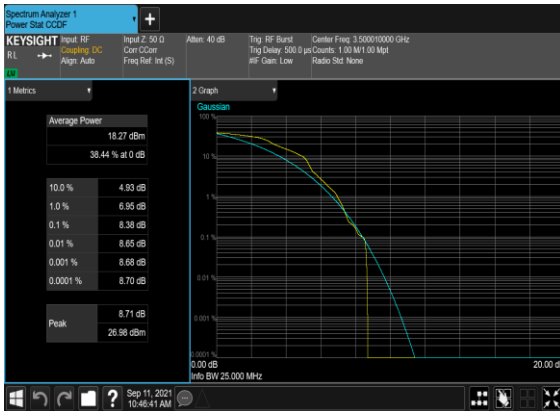 Spectrum Analyzer 1
Power Stat CCDF
+
KEYSIGHT
RL
Input: RF
Coupling: DC
Align: Auto
Input Z: 50 Ω
Corr CCorr
Freq Ref: Int (S)
Atten: 40 dB
Trig: RF Burst
Trig Delay: 500.0 µs
#IF Gain: Low
Center Freq: 3.500010000 GHz
Counts: 1.00 M/1.00 Mpt
Radio Std: None
1 Metrics
Average Power
18.27 dBm
38.44 % at 0 dB
10.0 % 4.93 dB
1.0 % 6.95 dB
0.1 % 8.38 dB
0.01 % 8.65 dB
0.001 % 8.68 dB
0.0001 % 8.70 dB
Peak
8.71 dB
26.98 dBm
2 Graph
Gaussian
100 %
10 %
1 %
0.1 %
0.01 %
0.001 %
0.0001 %
0.00 dB
20.00 d
Info BW 25.000 MHz
?
Sep 11, 2021
10:46:41 AM